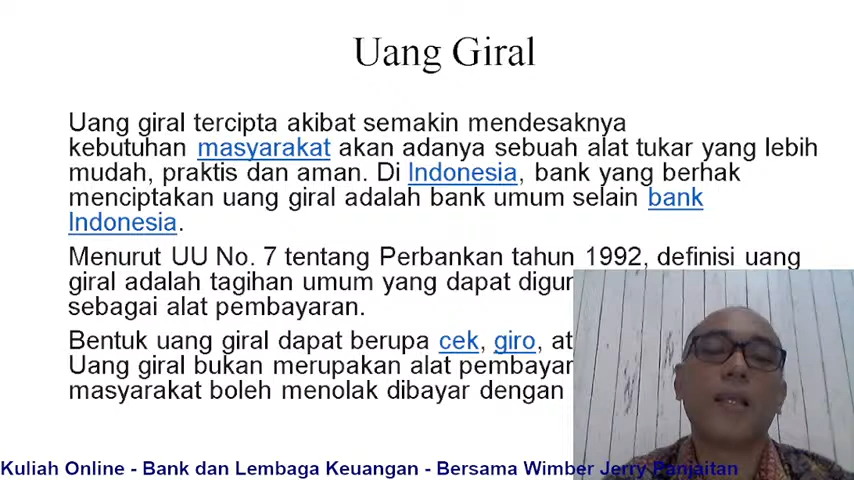 Uang Giral
Uang giral tercipta akibat semakin mendesaknya
kebutuhan masyarakat akan adanya sebuah alat tukar yang lebih
mudah, praktis dan aman. Di Indonesia, bank yang berhak
menciptakan uang giral adalah bank umum selain bank
Indonesia.
Menurut UU No. 7 tentang Perbankan tahun 1992, definisi uang
giral adalah tagihan umum yang dapat
sebagai alat pembayaran.
Bentuk uang giral dapat berupa cek, giro,
Uang giral bukan merupakan alat
masyarakat boleh menolak dibayar dengan
Kuliah Online - Bank dan Lembaga Keuangan - Bersama Wimber Jerry Panjaitan